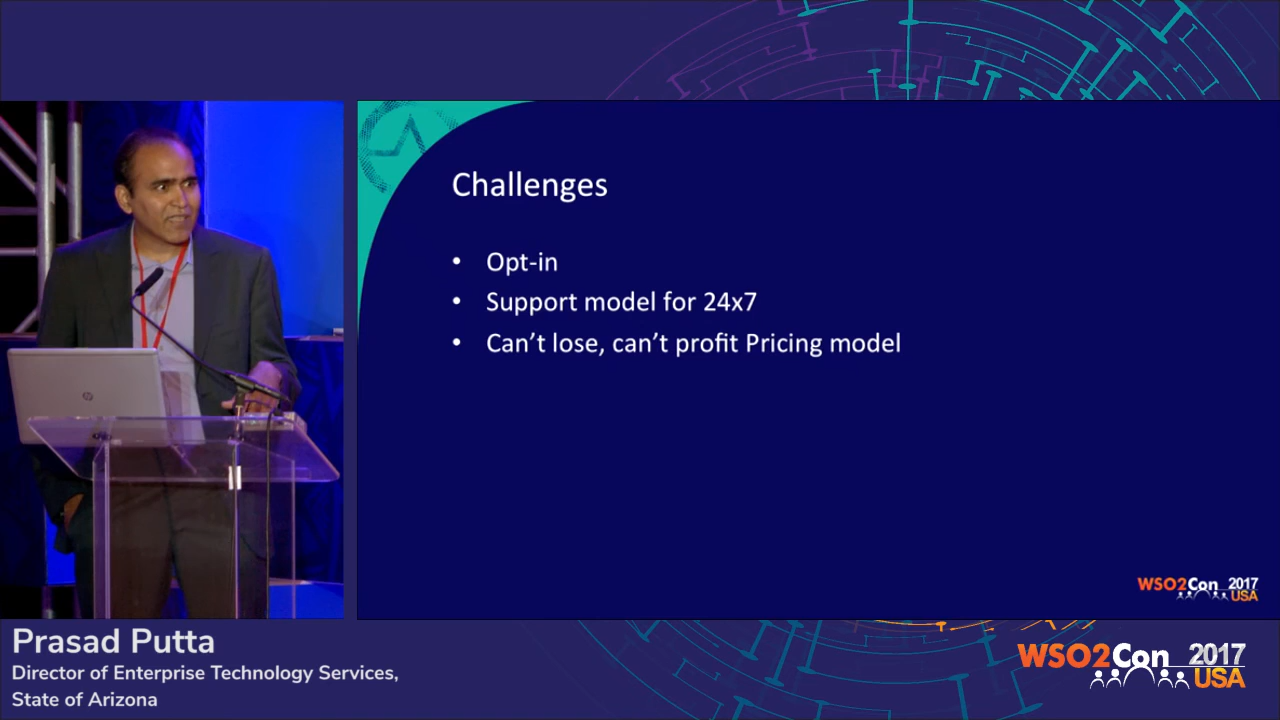 Challenges
• Opt-in
• Support model for 24x7
• Can't lose, can't profit Pricing model
WSO2Con 2017
USA
Prasad Putta
Director of Enterprise Technology Services,
State of Arizona
WSO2Con 2017
USA